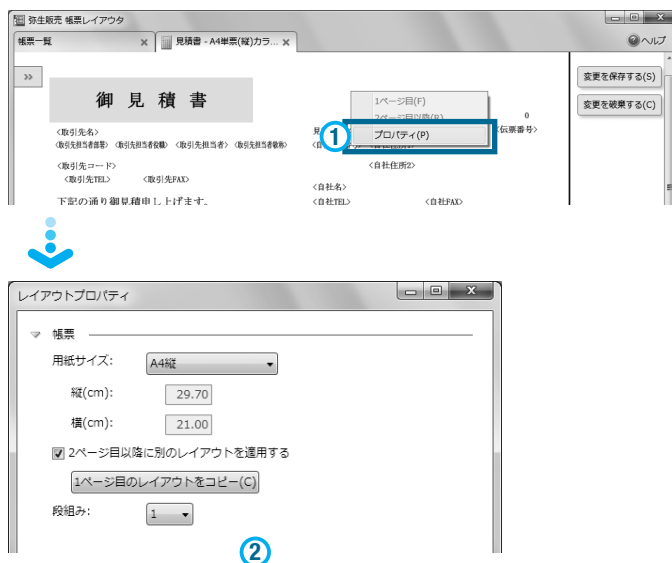 弥生販売 帳票レイアウタ
帳票一覧 × 見積書 - A4単票(縦)カラ... × ヘルプ
>>
変更を保存する(S)
御 見 積 書
1ページ目(F)
変更を破棄する(C)
2ページ目以降(R)
0
<取引先名>
① プロパティ(P)
<伝票番号>
<取引先担当者部署> <取引先担当者役職> <取引先担当者> <取引先担当者敬称>
<取引先コード> <自社住所2>
<取引先TEL> <取引先FAX>
<自社名>
下記の通り御見積申し上げます。 <自社TEL> <自社FAX>
レイアウトプロパティ
帳票
用紙サイズ: A4縦
縦(cm): 29.70
横(cm): 21.00
2ページ目以降に別のレイアウトを適用する
1ページ目のレイアウトをコピー(C)
段組み: 1
②